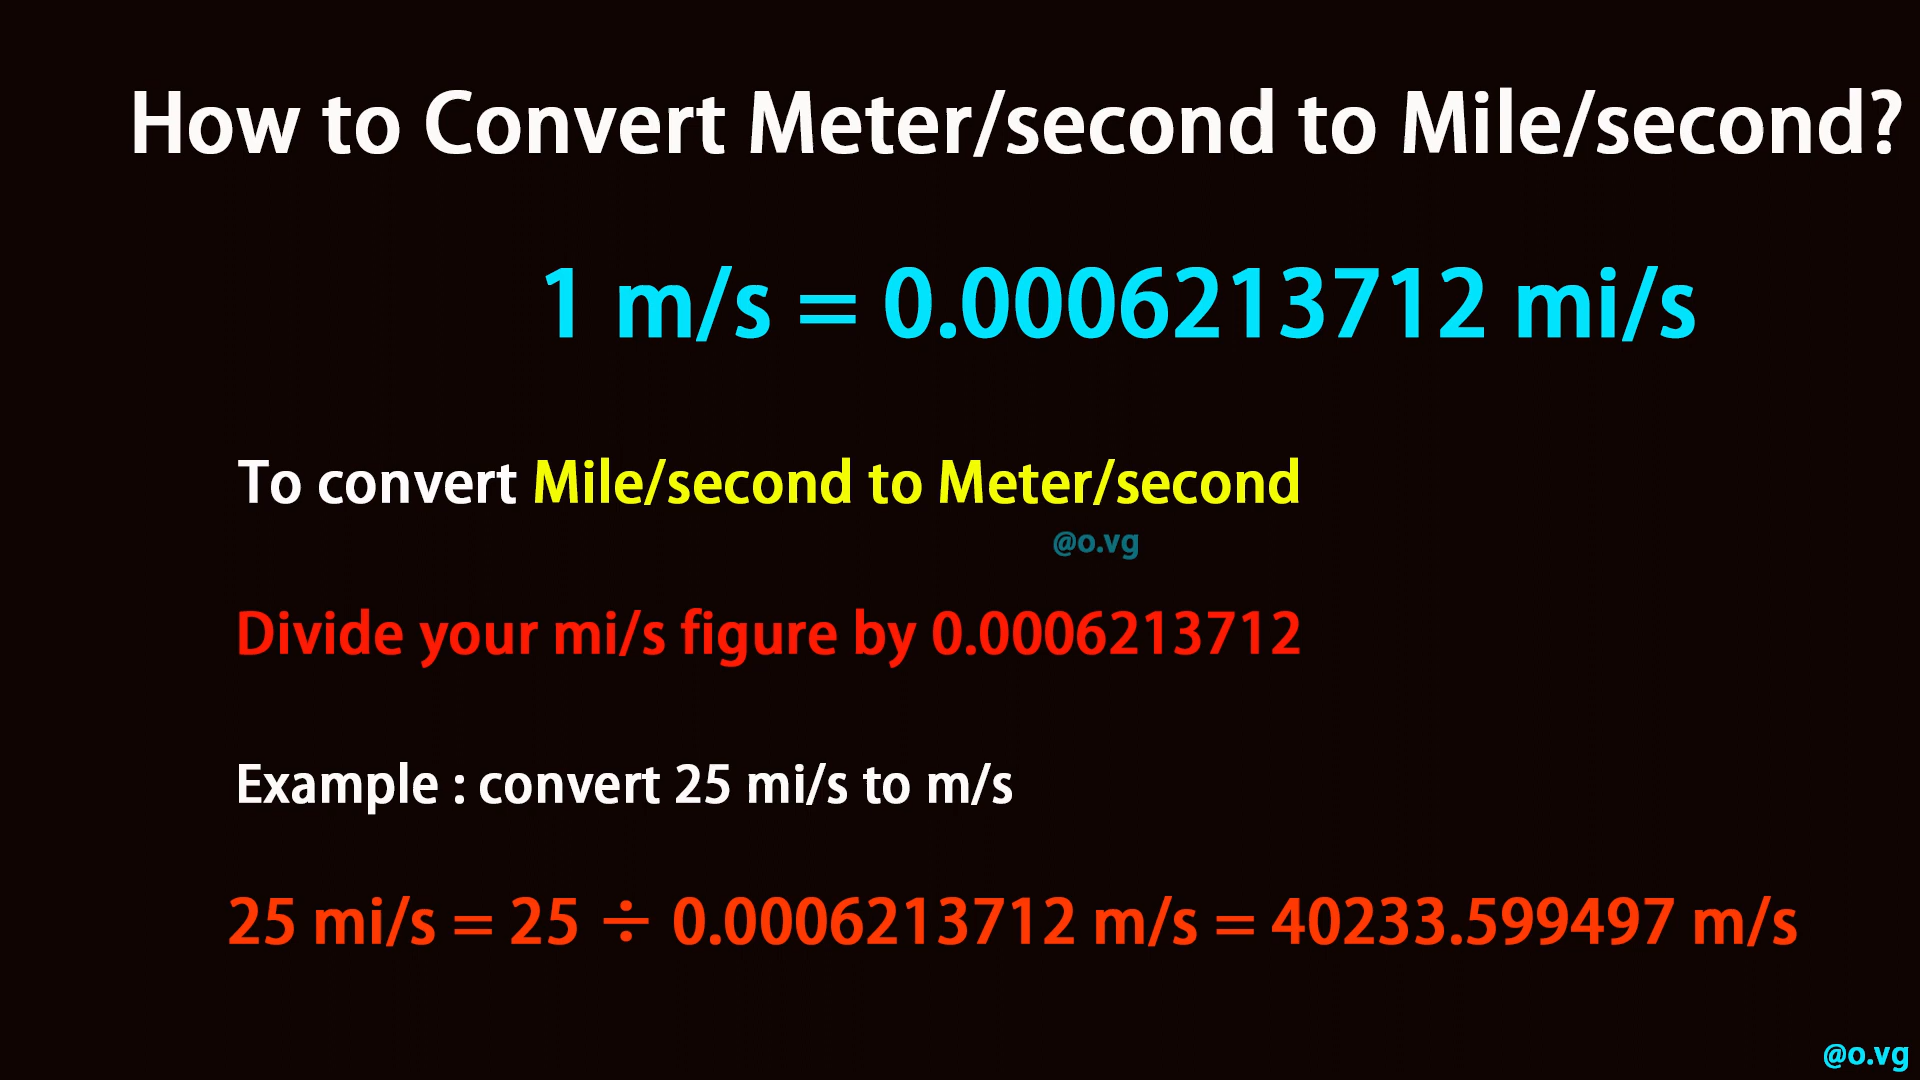 How to Convert Meter/second to Mile/second?
1 m/s = 0.0006213712 mi/s
To convert Mile/second to Meter/second
@o.vg
Divide your mi/s figure by 0.0006213712
Example : convert 25 mi/s to m/s
25 mi/s = 25 ÷ 0.0006213712 m/s = 40233.599497 m/s
@o.vg